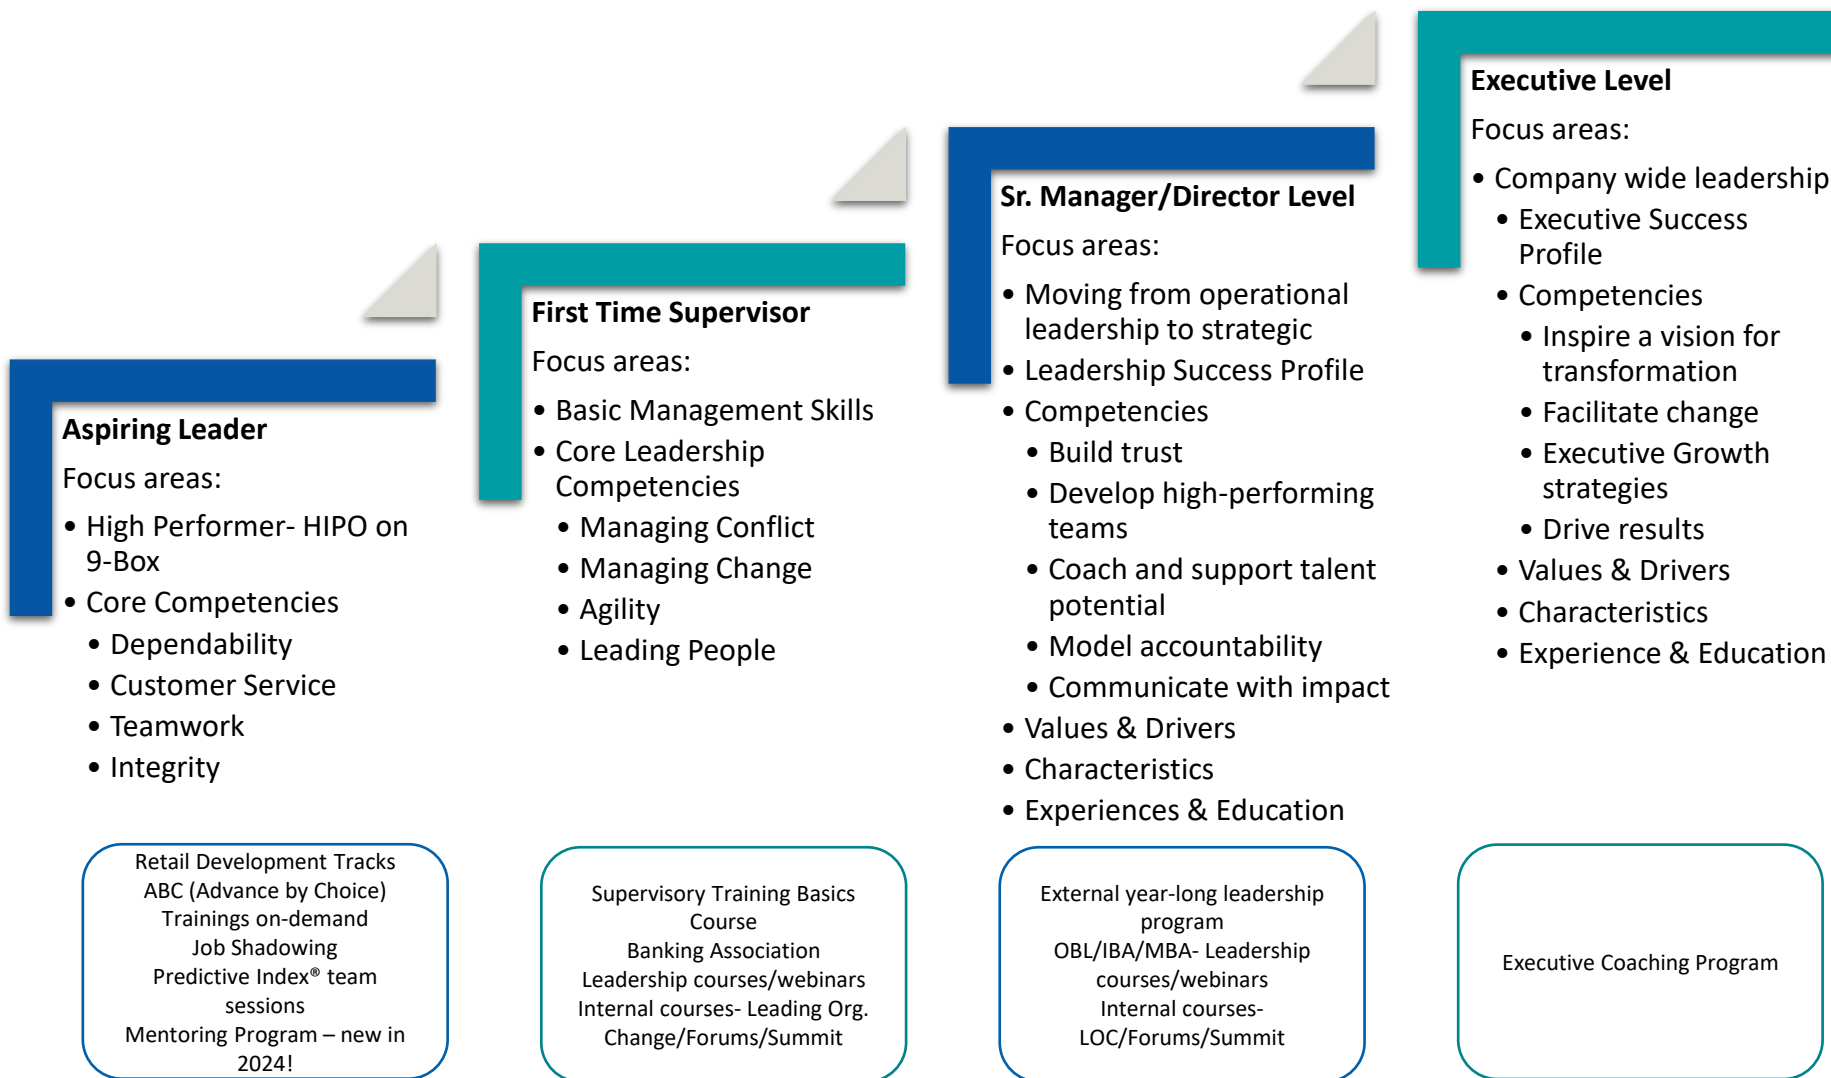 Aspiring Leader
Focus areas:
• High Performer- HIPO on
9-Box
• Core Competencies
• Dependability
• Customer Service
• Teamwork
• Integrity
Retail Development Tracks
ABC (Advance by Choice)
Trainings on-demand
Job Shadowing
Predictive Index® team
sessions
Mentoring Program – new in
2024!
First Time Supervisor
Focus areas:
• Basic Management Skills
• Core Leadership
Competencies
• Managing Conflict
• Managing Change
• Agility
• Leading People
Supervisory Training Basics
Course
Banking Association
Leadership courses/webinars
Internal courses- Leading Org.
Change/Forums/Summit
Sr. Manager/Director Level
Focus areas:
• Moving from operational
leadership to strategic
• Leadership Success Profile
• Competencies
• Build trust
• Develop high-performing
teams
• Coach and support talent
potential
• Model accountability
• Communicate with impact
• Values & Drivers
• Characteristics
• Experiences & Education
External year-long leadership
program
OBL/IBA/MBA- Leadership
courses/webinars
Internal courses-
LOC/Forums/Summit
Executive Level
Focus areas:
• Company wide leadership
• Executive Success
Profile
• Competencies
• Inspire a vision for
transformation
• Facilitate change
• Executive Growth
strategies
• Drive results
• Values & Drivers
• Characteristics
• Experience & Education
Executive Coaching Program